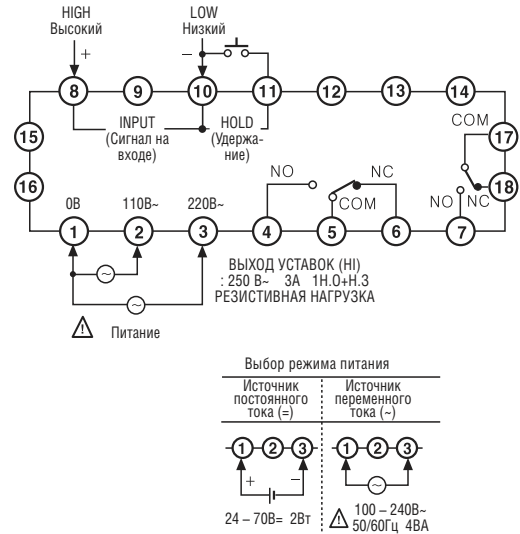 HIGH
Высокий
LOW
Низкий
+
−
8 9 10 11 12 13 14
INPUT
(Сигнал на
входе)
HOLD
(Удержа-
ние)
COM
15
17
16
18
NO NC
NO NC
COM
0В 110В~ 220В~
1 2 3 4 5 6 7
~
~
ВЫХОД УСТАВОК (HI)
: 250 В~ 3А 1Н.О+Н.З
РЕЗИСТИВНАЯ НАГРУЗКА
Питание
Выбор режима питания
Источник
постоянного
тока (=)
Источник
переменного
тока (~)
1 2 3
1 2 3
+ −
~
24 – 70В= 2Вт
100 – 240В~
50/60Гц 4ВА